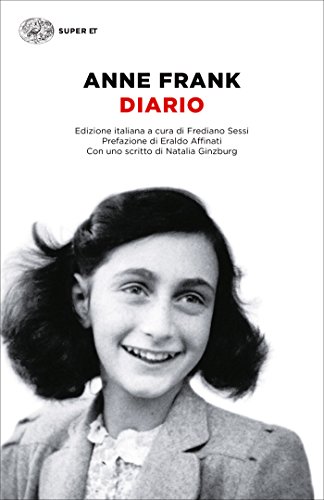 SUPER ET
ANNE FRANK
DIARIO
Edizione italiana a cura di Frediano Sessi
Prefazione di Eraldo Affinati
Con uno scritto di Natalia Ginzburg